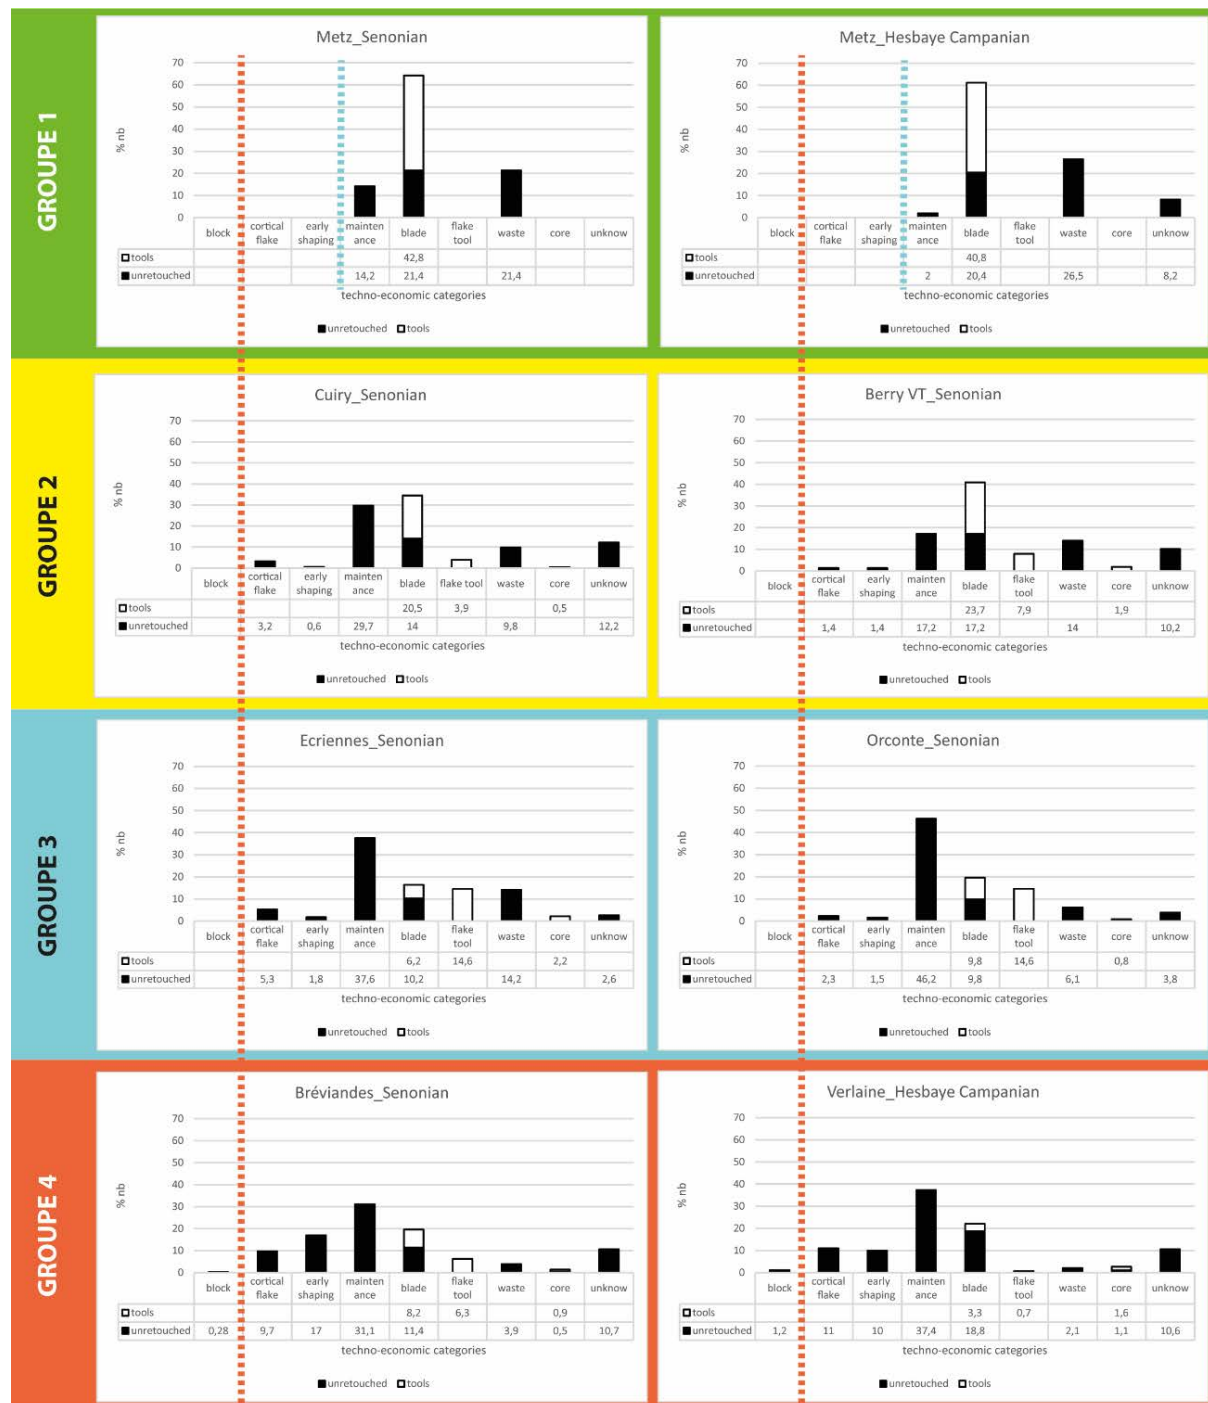 GROUPE 1
Metz_Senonian
% nb
70
60
50
40
30
20
10
0
block cortical flake early shaping mainten ance blade flake tool waste core unknow
tools 42,8
unretouched 14,2 21,4 21,4
techno-economic categories
unretouched tools
Metz_Hesbaye Campanian
% nb
70
60
50
40
30
20
10
0
block cortical flake early shaping mainten ance blade flake tool waste core unknow
tools 40,8
unretouched 2 20,4 26,5 8,2
techno-economic categories
unretouched tools
GROUPE 2
Cuiry_Senonian
% nb
70
60
50
40
30
20
10
0
block cortical flake early shaping mainten ance blade flake tool waste core unknow
tools 20,5 3,9 0,5
unretouched 3,2 0,6 29,7 14 9,8 12,2
techno-economic categories
unretouched tools
Berry VT_Senonian
% nb
70
60
50
40
30
20
10
0
block cortical flake early shaping mainten ance blade flake tool waste core unknow
tools 23,7 7,9 1,9
unretouched 1,4 1,4 17,2 17,2 14 10,2
techno-economic categories
unretouched tools
GROUPE 3
Ecriennes_Senonian
% nb
70
60
50
40
30
20
10
0
block cortical flake early shaping mainten ance blade flake tool waste core unknow
tools 6,2 14,6 2,2
unretouched 5,3 1,8 37,6 10,2 14,2 2,6
techno-economic categories
unretouched tools
Orconte_Senonian
% nb
70
60
50
40
30
20
10
0
block cortical flake early shaping mainten ance blade flake tool waste core unknow
tools 9,8 14,6 0,8
unretouched 2,3 1,5 46,2 9,8 6,1 3,8
techno-economic categories
unretouched tools
GROUPE 4
Bréviandes_Senonian
% nb
70
60
50
40
30
20
10
0
block cortical flake early shaping mainten ance blade flake tool waste core unknow
tools 8,2 6,3 0,9
unretouched 0,28 9,7 17 31,1 11,4 3,9 0,5 10,7
techno-economic categories
unretouched tools
Verlaine_Hesbaye Campanian
% nb
70
60
50
40
30
20
10
0
block cortical flake early shaping mainten ance blade flake tool waste core unknow
tools 3,3 0,7 1,6
unretouched 1,2 11 10 37,4 18,8 2,1 1,1 10,6
techno-economic categories
unretouched tools